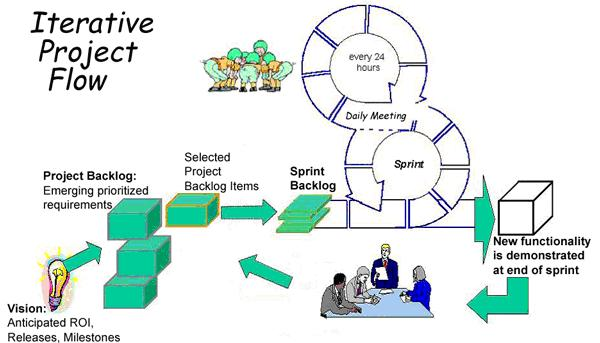 Iterative
Project
Flow
every 24
hours
Daily Meeting
Sprint
Project Backlog:
Emerging prioritized
requirements
Selected
Project
Backlog Items
Sprint
Backlog
New functionality
is demonstrated
at end of sprint
Vision:
Anticipated ROI,
Releases, Milestones